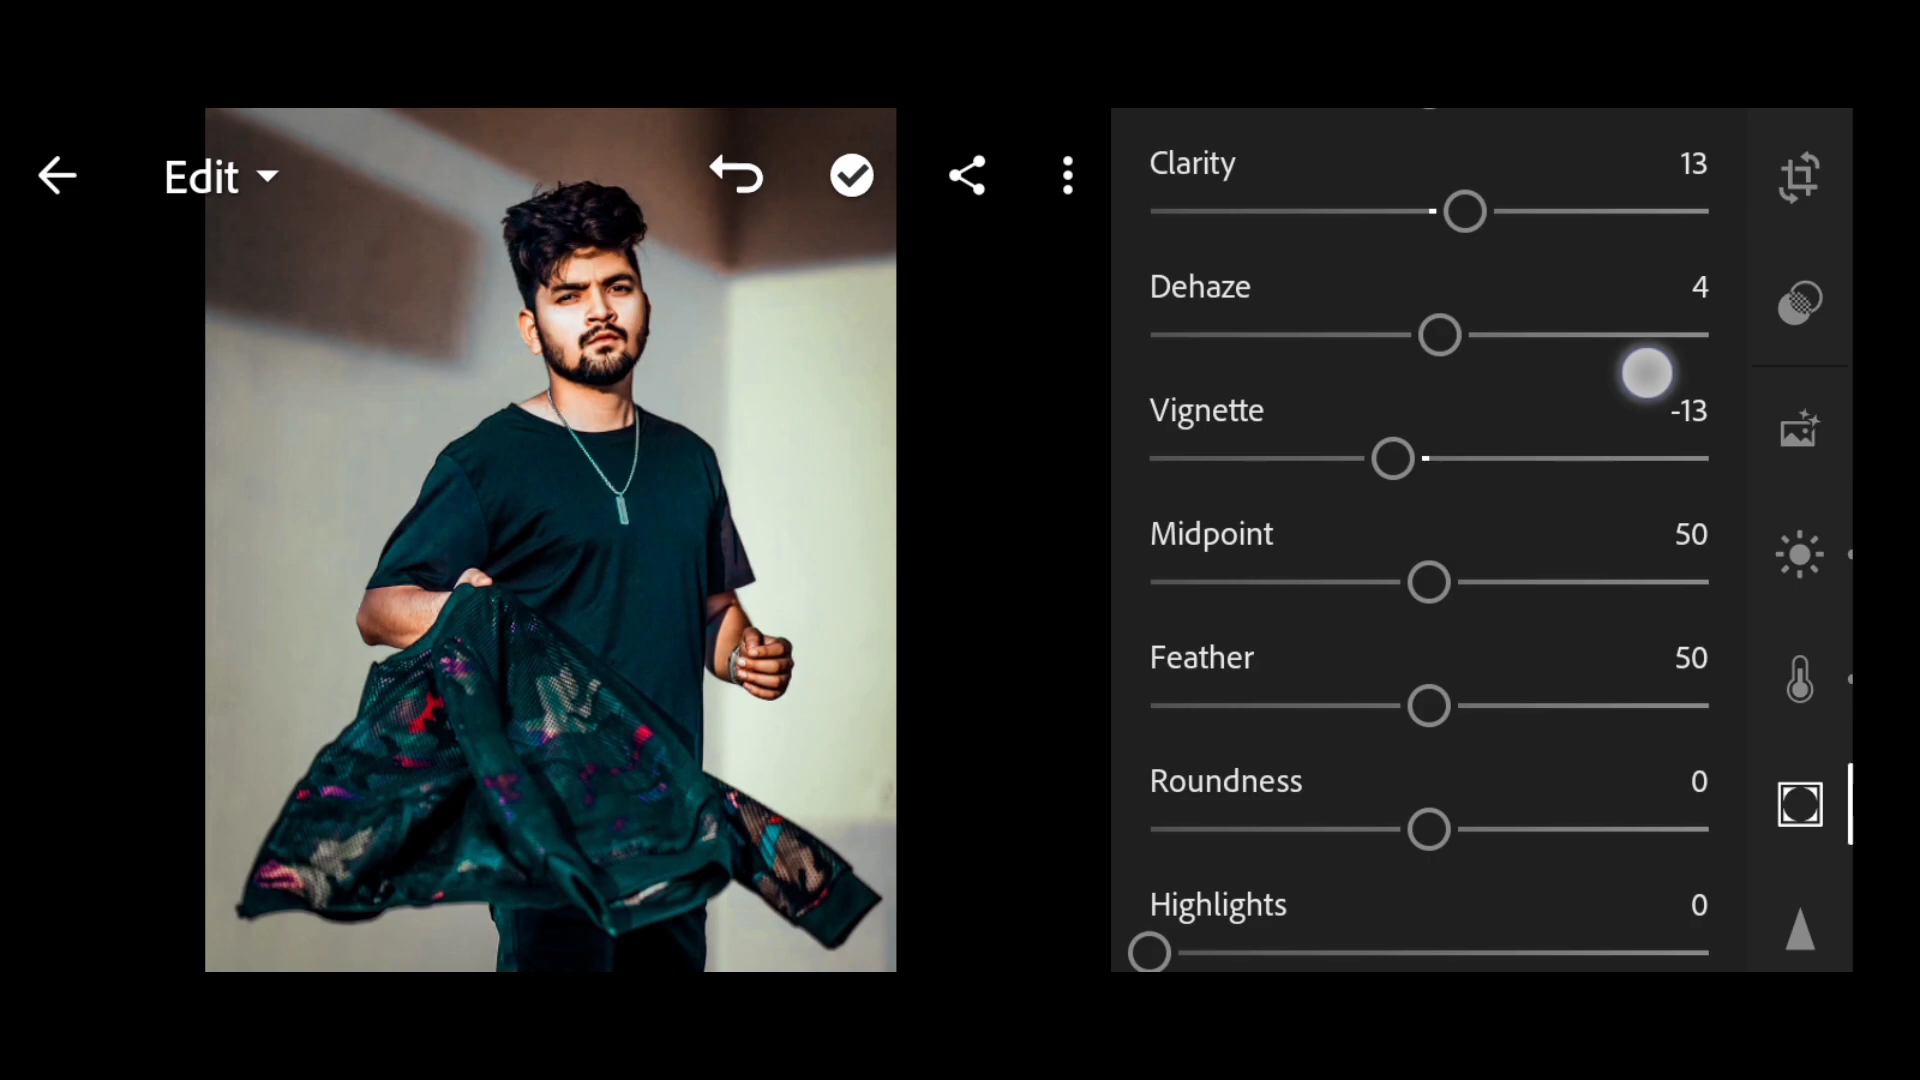 Edit
Clarity 13
Dehaze 4
Vignette -13
Midpoint 50
Feather 50
Roundness 0
Highlights 0